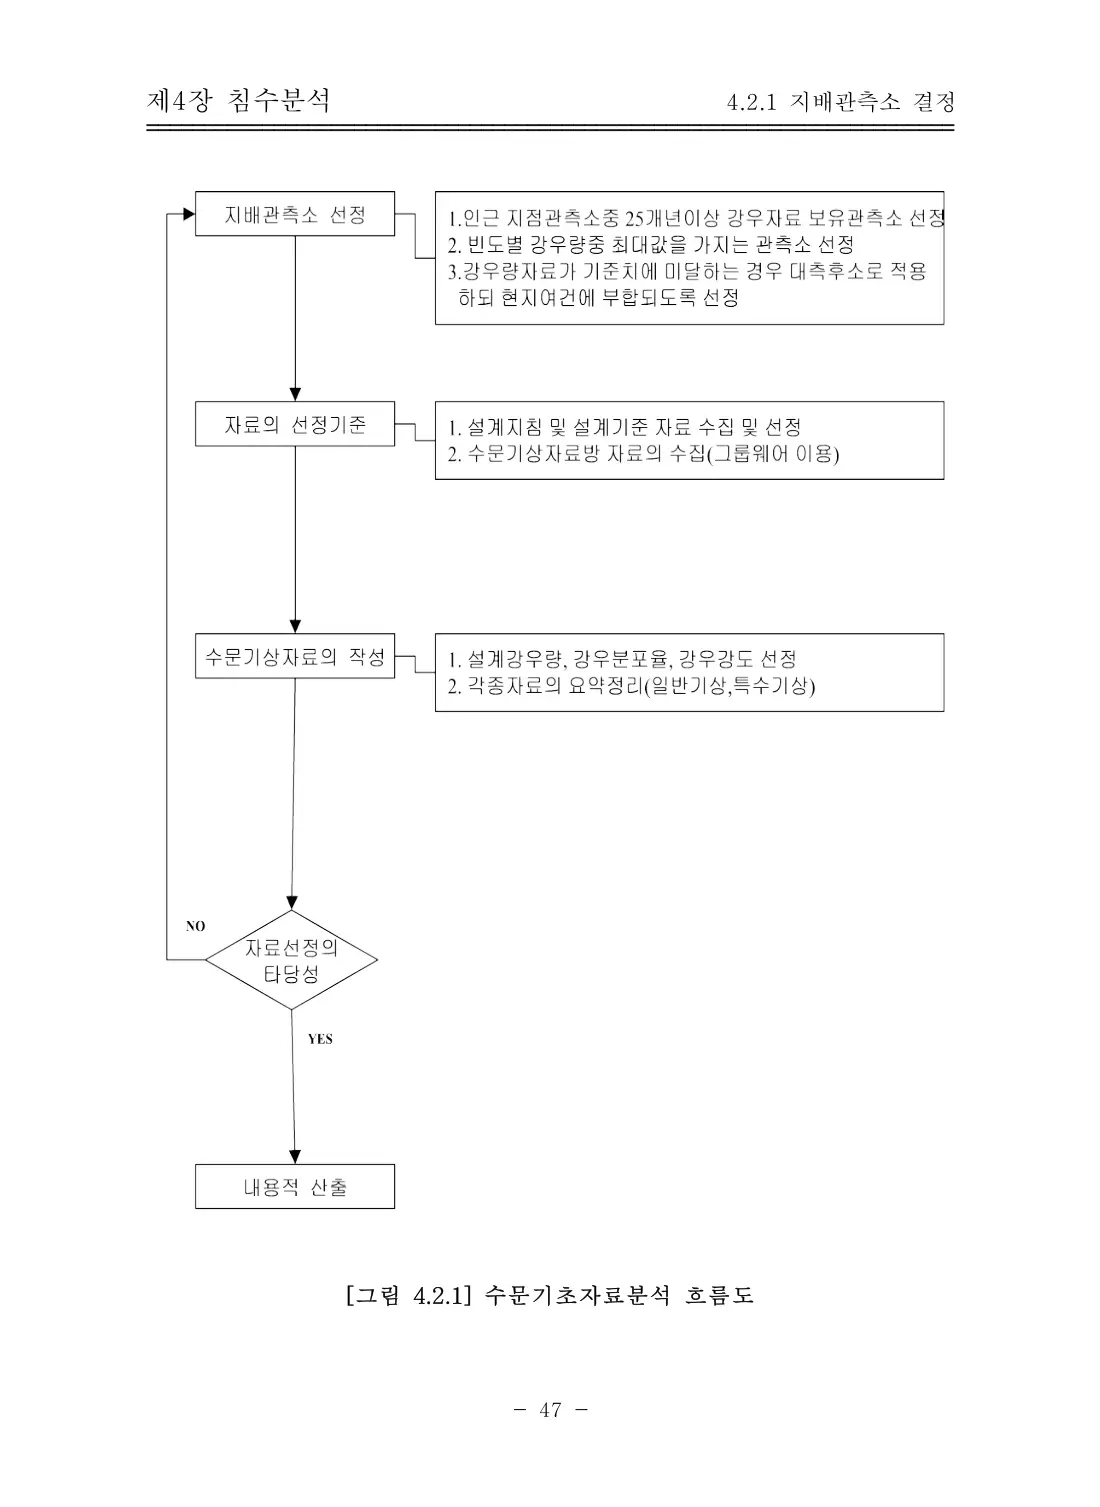 제4장 침수분석
4.2.1 지배관측소 결정
지배관측소 선정
1.인근 지점관측소중 25개년이상 강우자료 보유관측소 선정
2. 빈도별 강우량중 최대값을 가지는 관측소 선정
3.강우량자료가 기준치에 미달하는 경우 대측후소로 적용
하되 현지여건에 부합되도록 선정
자료의 선정기준
1. 설계지침 및 설계기준 자료 수집 및 선정
2. 수문기상자료방 자료의 수집(그룹웨어 이용)
수문기상자료의 작성
1. 설계강우량, 강우분포율, 강우강도 선정
2. 각종자료의 요약정리(일반기상,특수기상)
NO
자료선정의
타당성
YES
내용적 산출
[그림 4.2.1] 수문기초자료분석 흐름도
- 47 -